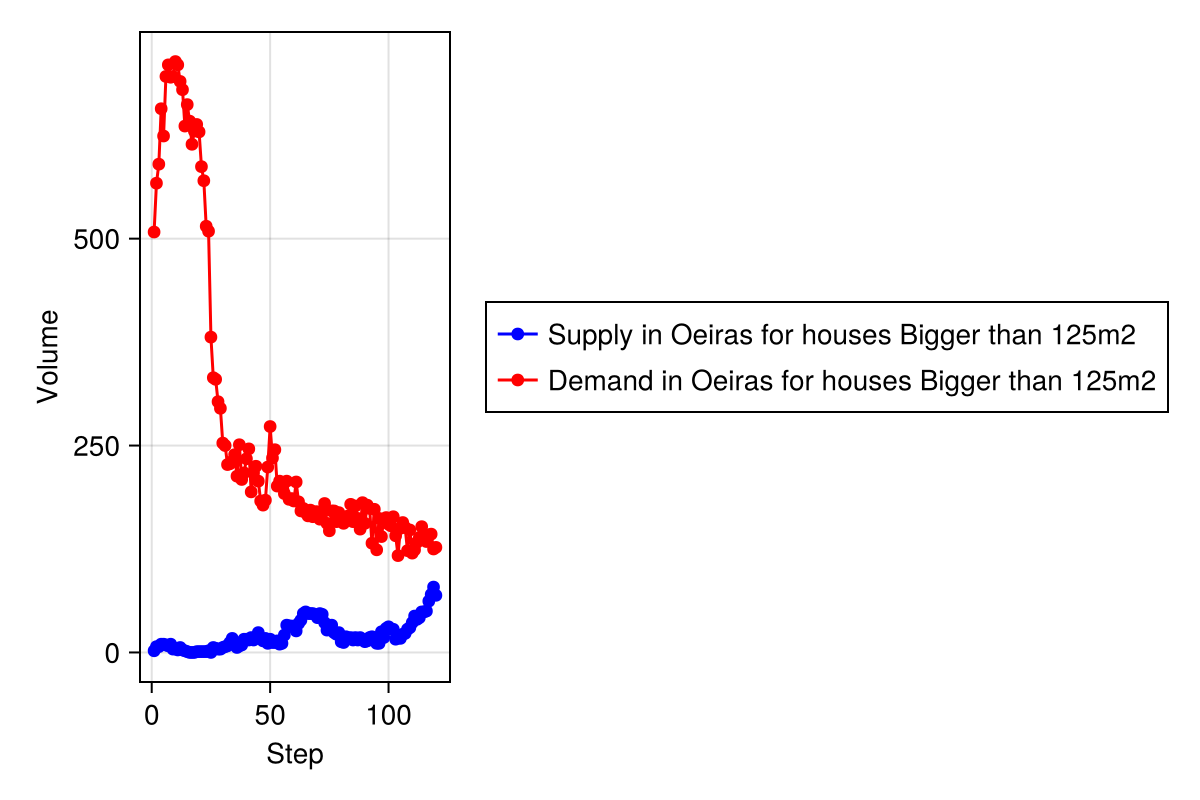 Volume
500
250
0
0 50 100
Step
Supply in Oeiras for houses Bigger than 125m2
Demand in Oeiras for houses Bigger than 125m2